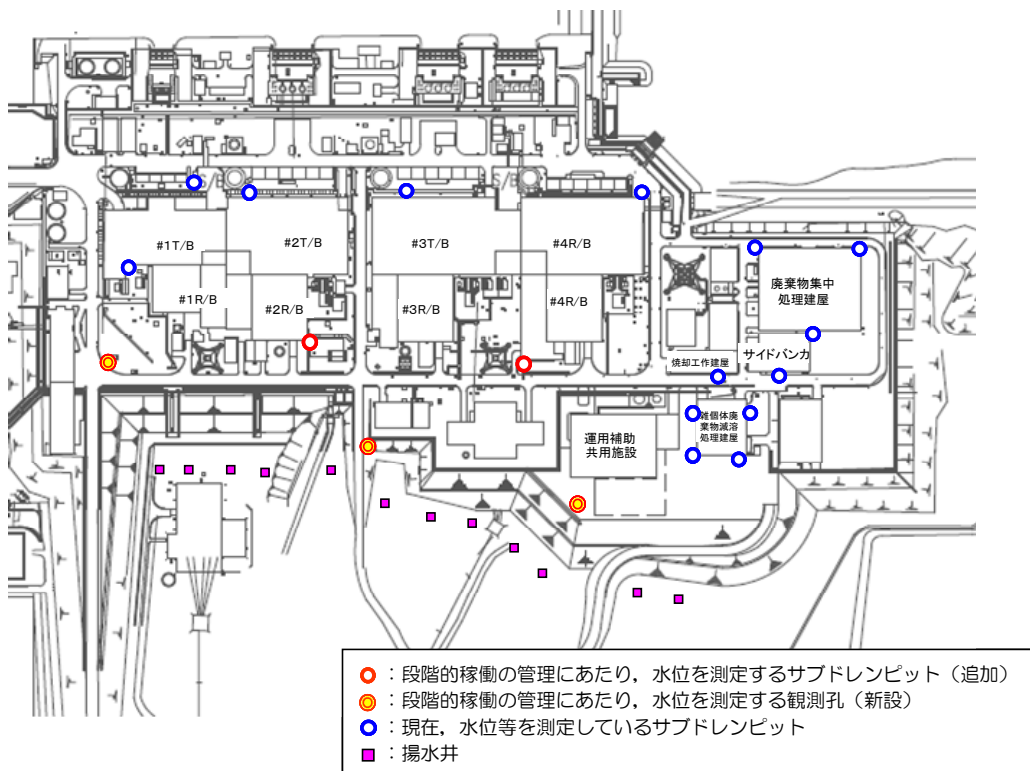 S/B
S/B
#1T/B
#2T/B
#3T/B
#4R/B
#1R/B
#2R/B
#3R/B
#4R/B
廃棄物集中
処理建屋
サイドバンカ
焼却工作建屋
雑個体廃
棄物減溶
処理建屋
運用補助
共用施設
：段階的稼働の管理にあたり，水位を測定するサブドレンピット（追加）
：段階的稼働の管理にあたり，水位を測定する観測孔（新設）
：現在，水位等を測定しているサブドレンピット
：揚水井